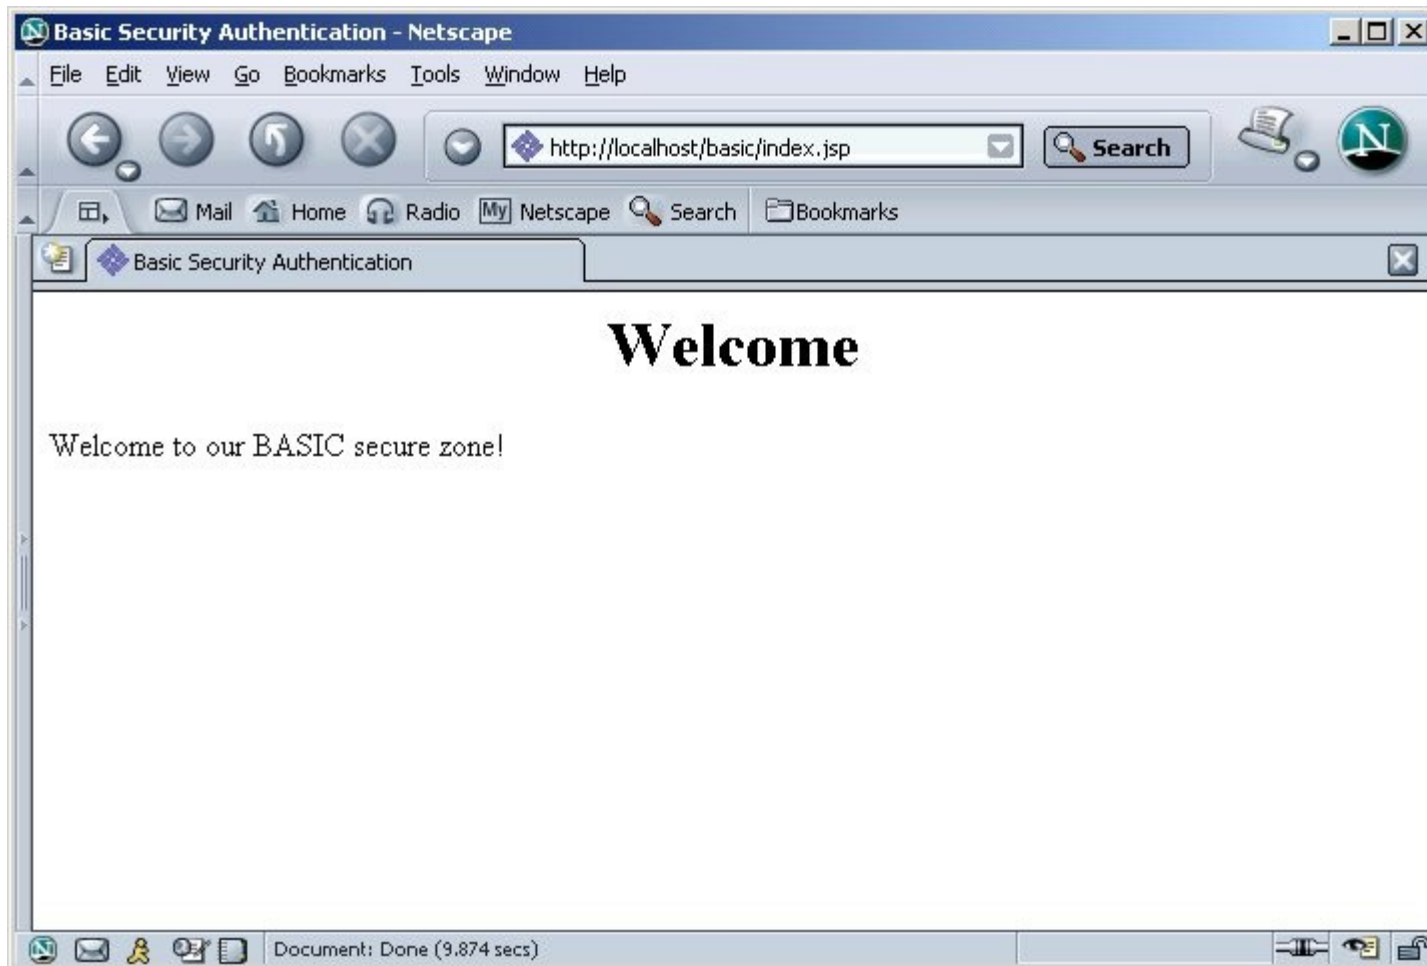 Basic Security Authentication - Netscape
File Edit View Go Bookmarks Tools Window Help
http://localhost/basic/index.jsp Search N
Mail Home Radio My Netscape Search Bookmarks
Basic Security Authentication
Welcome
Welcome to our BASIC secure zone!
Document: Done (9.874 secs)